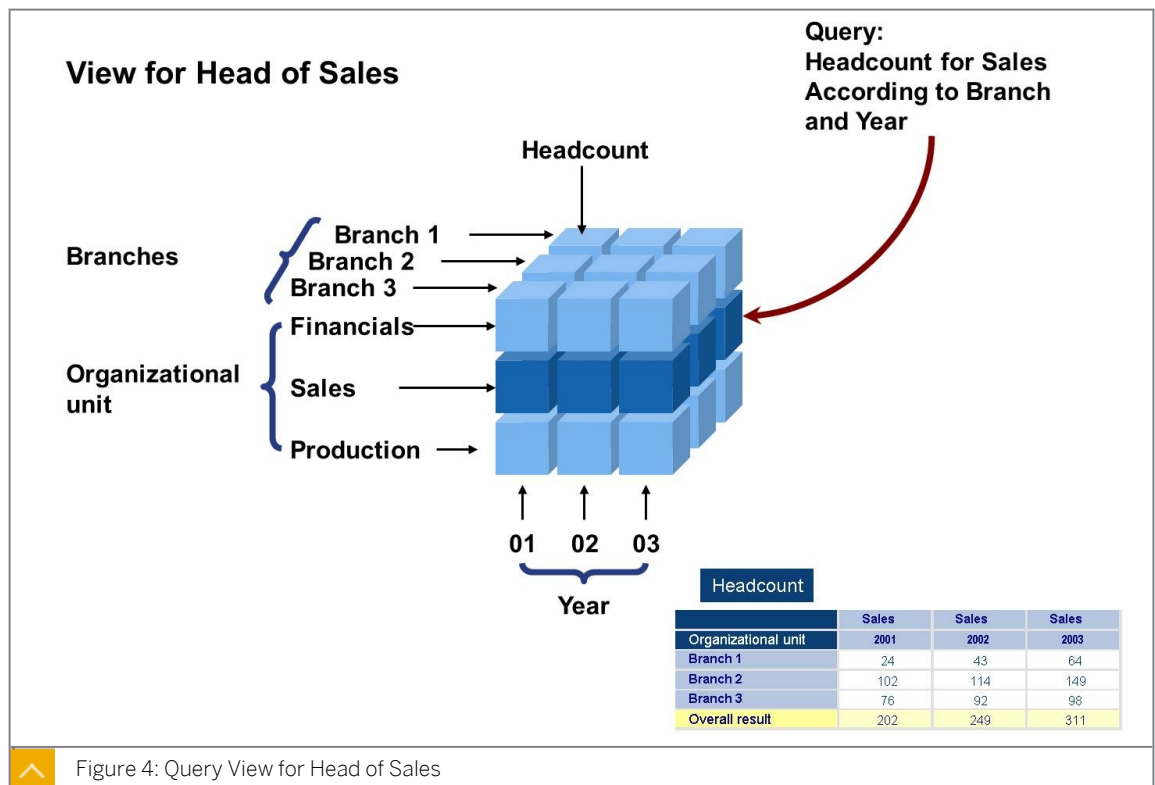 View for Head of Sales
Query:
Headcount for Sales
According to Branch
and Year
Headcount
Branches
Branch 1
Branch 2
Branch 3
Organizational
unit
Financials
Sales
Production
01 02 03
Year
Headcount
Sales Sales Sales
Organizational unit 2001 2002 2003
Branch 1 24 43 64
Branch 2 102 114 149
Branch 3 76 92 98
Overall result 202 249 311
Figure 4: Query View for Head of Sales